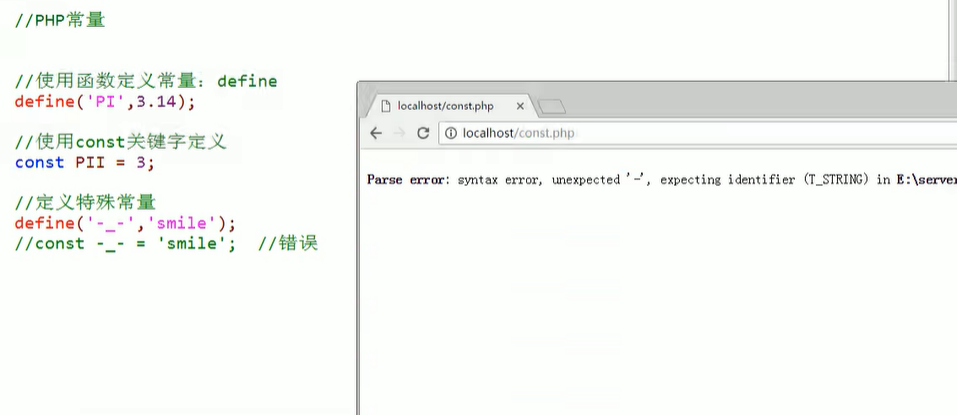 //PHP常量
//使用函数定义常量：define
define('PI',3.14);
//使用const关键字定义
const PII = 3;
//定义特殊常量
define('-_-','smile');
//const -_- = 'smile';  //错误
localhost/const.php
localhost/const.php
Parse error: syntax error, unexpected '-', expecting identifier (T_STRING) in E:\server